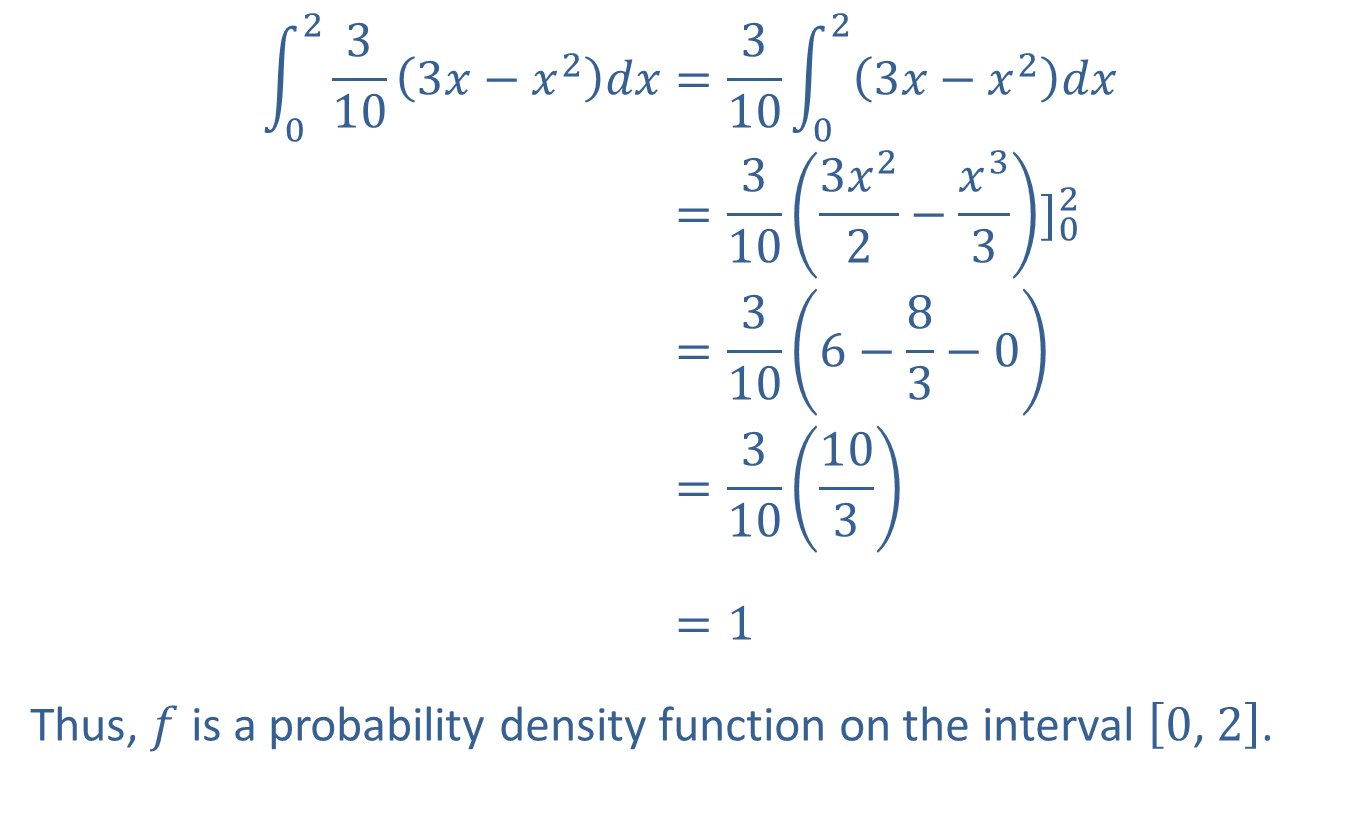 ∫₀² 3/10 (3x − x²)dx = 3/10 ∫₀² (3x − x²)dx
= 3/10 (3x²/2 − x³/3)]₀²
= 3/10 (6 − 8/3 − 0)
= 3/10 (10/3)
= 1
Thus, f is a probability density function on the interval [0, 2].